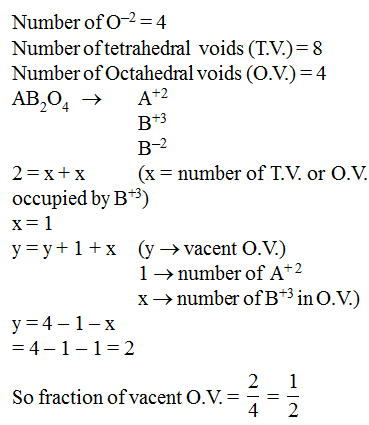 Number of O⁻² = 4
Number of tetrahedral voids (T.V.) = 8
Number of Octahedral voids (O.V.) = 4
AB₂O₄ → A⁺²
B⁺³
B⁻²
2 = x + x (x = number of T.V. or O.V.
occupied by B⁺³)
x = 1
y = y + 1 + x (y → vacent O.V.)
1 → number of A⁺²
x → number of B⁺³ in O.V.)
y = 4 – 1 – x
= 4 – 1 – 1 = 2
So fraction of vacent O.V. = 2/4 = 1/2